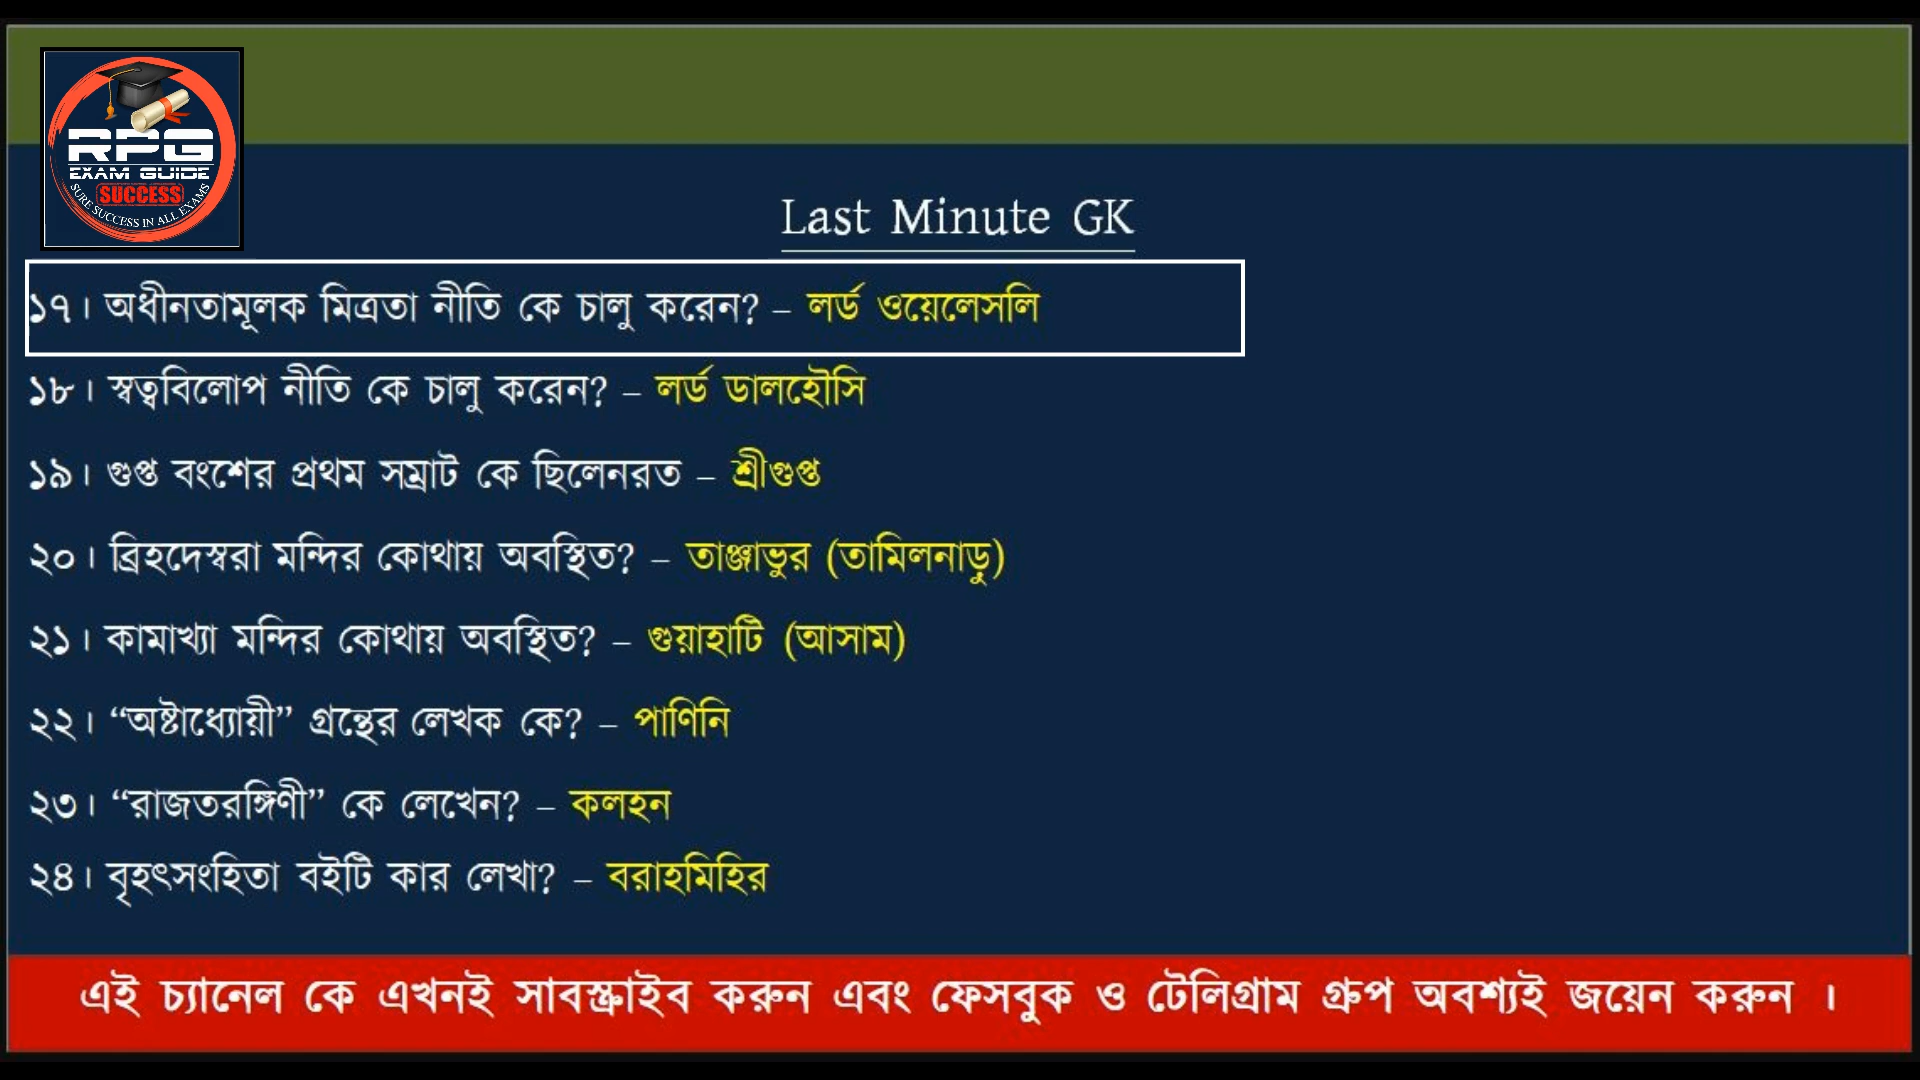 RPG
EXAM GUIDE
SUCCESS
SURE SUCCESS IN ALL EXAMS
Last Minute GK
১৭। অধীনতামূলক মিত্রতা নীতি কে চালু করেন? – লর্ড ওয়েলেসলি
১৮। স্বত্ববিলোপ নীতি কে চালু করেন? – লর্ড ডালহৌসি
১৯। গুপ্ত বংশের প্রথম সম্রাট কে ছিলেনরত – শ্রীগুপ্ত
২০। ব্রিহদেস্বরা মন্দির কোথায় অবস্থিত? – তাঞ্জাভুর (তামিলনাড়ু)
২১। কামাখ্যা মন্দির কোথায় অবস্থিত? – গুয়াহাটি (আসাম)
২২। “অষ্টাধ্যোয়ী” গ্রন্থের লেখক কে? – পাণিনি
২৩। “রাজতরঙ্গিণী” কে লেখেন? – কলহন
২৪। বৃহৎসংহিতা বইটি কার লেখা? – বরাহমিহির
এই চ্যানেল কে এখনই সাবস্ক্রাইব করুন এবং ফেসবুক ও টেলিগ্রাম গ্রুপ অবশ্যই জয়েন করুন ।